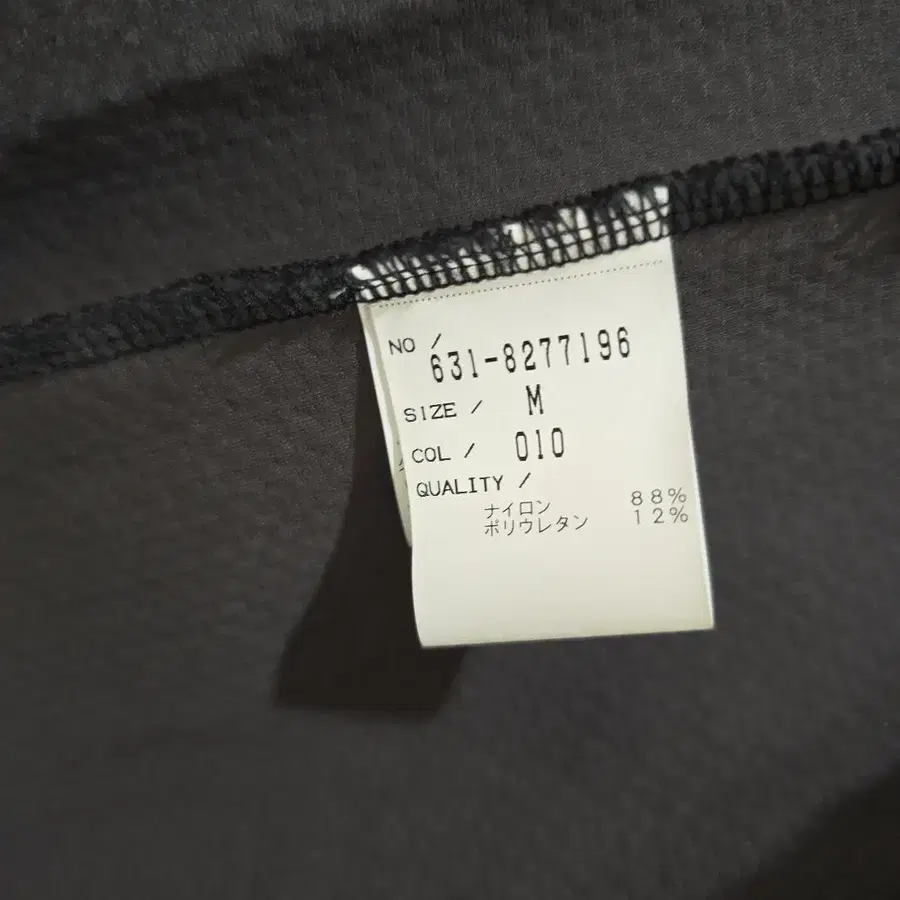 NO / 631-8277196
SIZE / M
COL / 010
QUALITY /
ナイロン 88%
ポリウレタン 12%